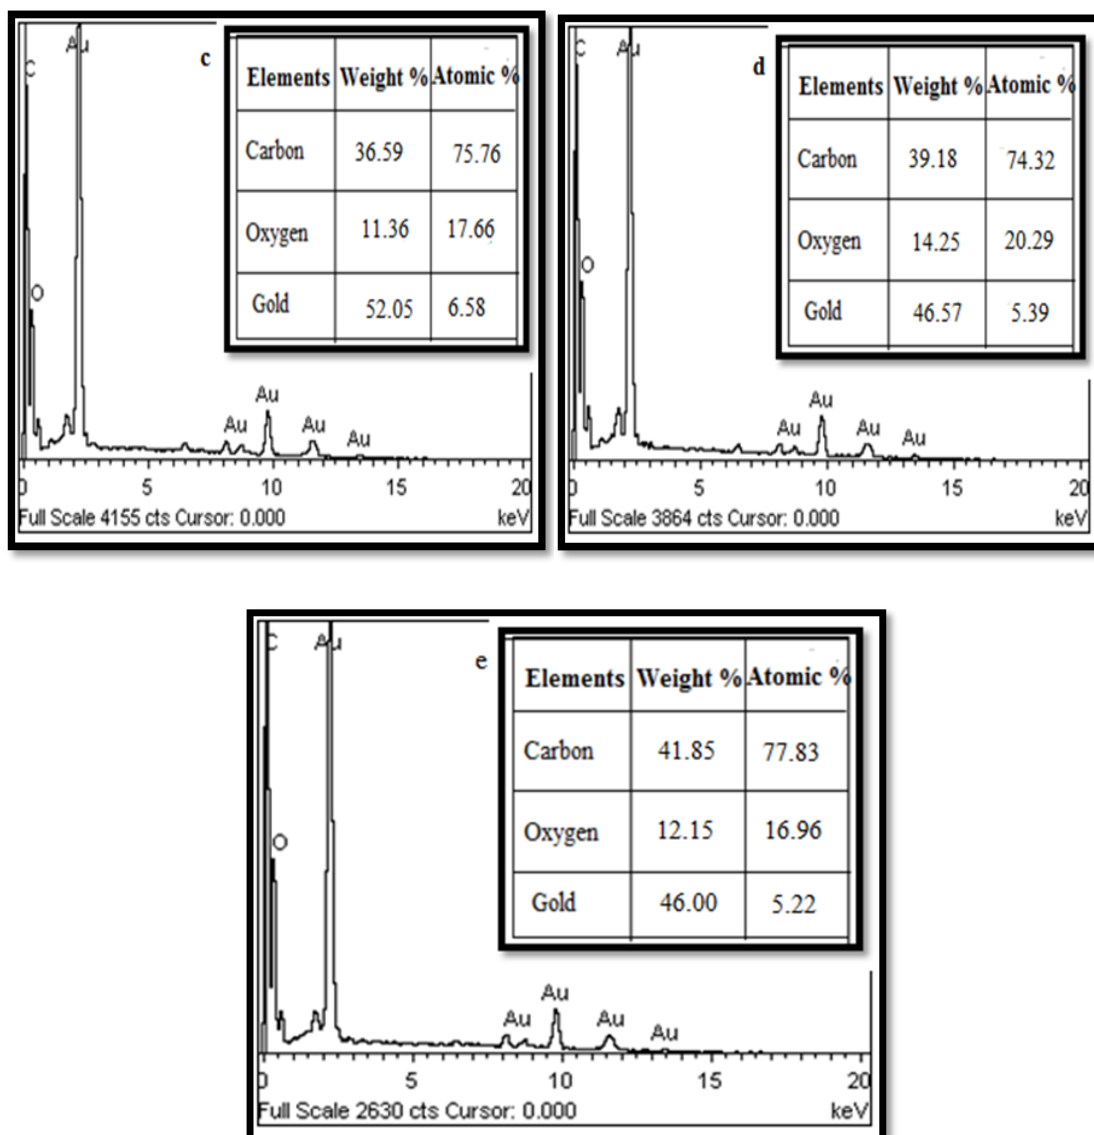 c
Au
C
O
Elements Weight % Atomic %
Carbon 36.59 75.76
Oxygen 11.36 17.66
Gold 52.05 6.58
Au Au Au Au
0 5 10 15 20
Full Scale 4155 cts Cursor: 0.000 keV
d
C Au
O
Elements Weight % Atomic %
Carbon 39.18 74.32
Oxygen 14.25 20.29
Gold 46.57 5.39
Au Au Au Au
0 5 10 15 20
Full Scale 3864 cts Cursor: 0.000 keV
e
C Au
O
Elements Weight % Atomic %
Carbon 41.85 77.83
Oxygen 12.15 16.96
Gold 46.00 5.22
Au Au Au Au
0 5 10 15 20
Full Scale 2630 cts Cursor: 0.000 keV